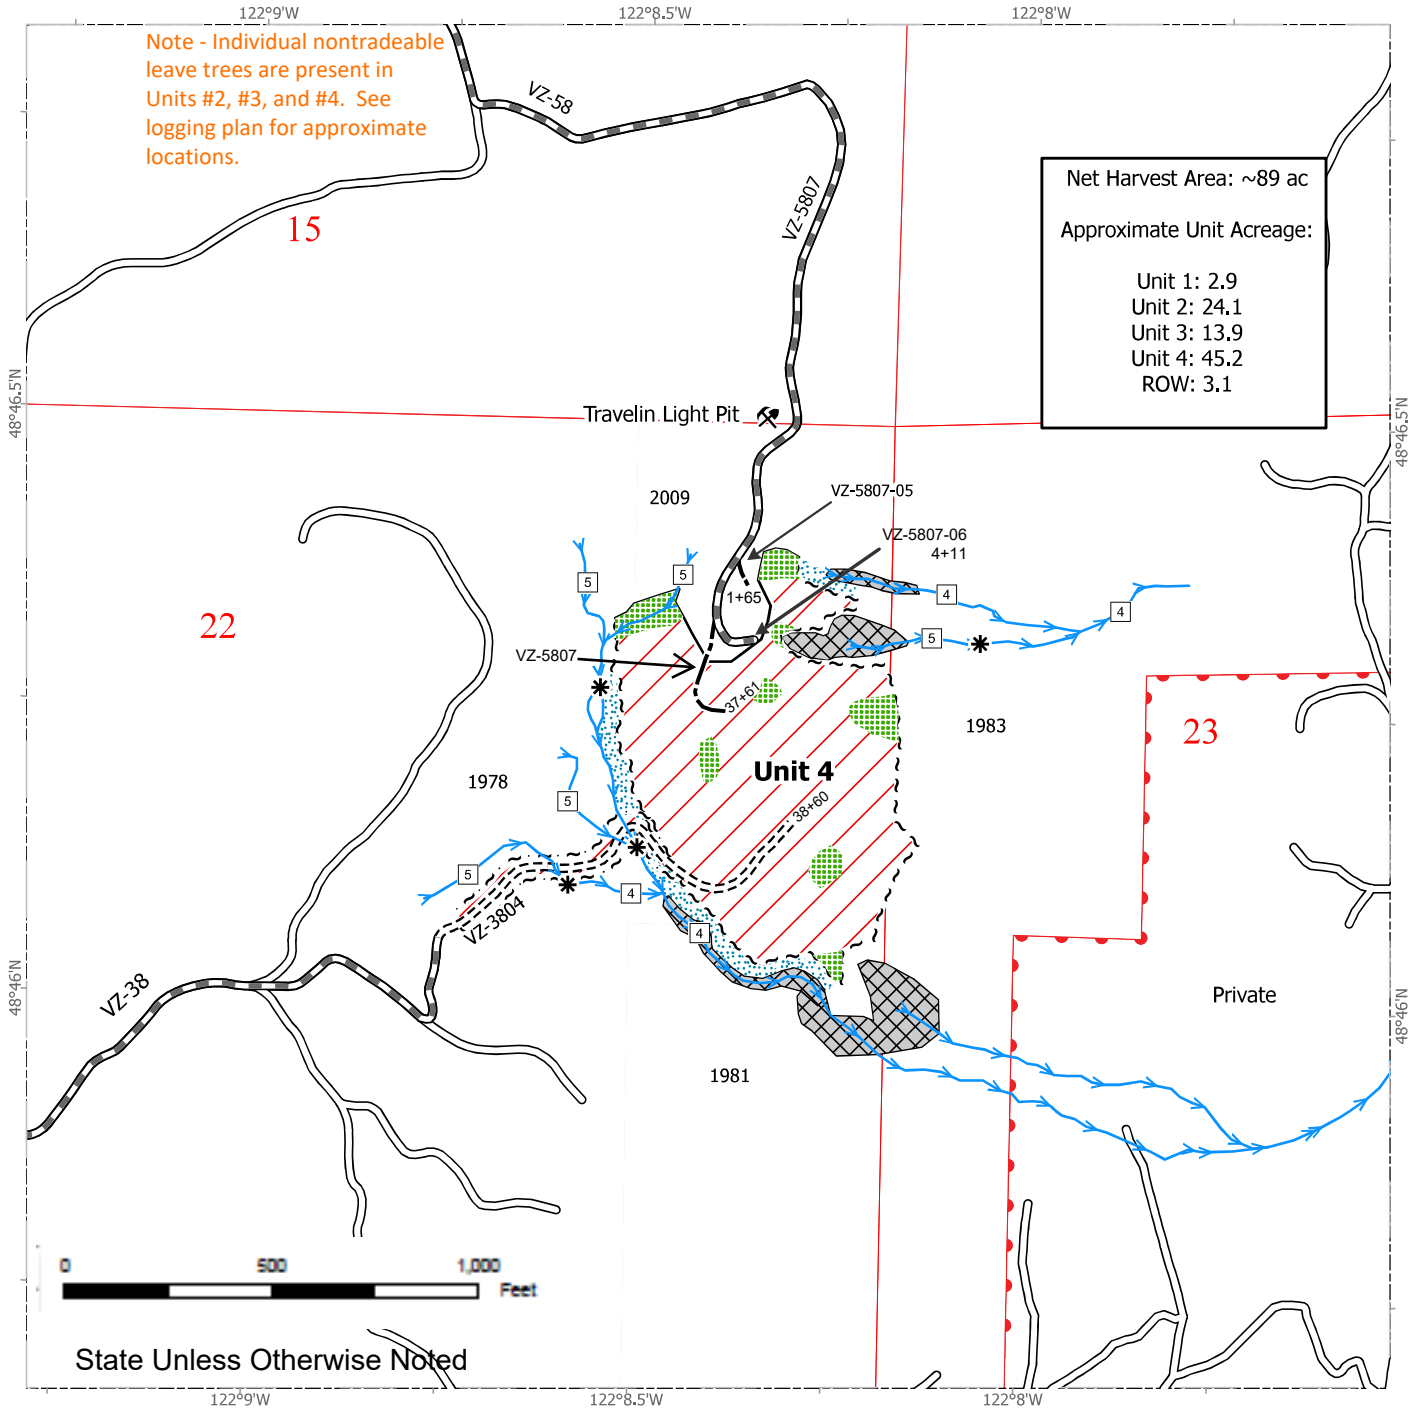 122°9'W
122°8.5'W
122°8'W
Note - Individual nontradeable
leave trees are present in
Units #2, #3, and #4.  See
logging plan for approximate
locations.
VZ-58
VZ-5807
15
Net Harvest Area: ~89 ac
Approximate Unit Acreage:
Unit 1: 2.9
Unit 2: 24.1
Unit 3: 13.9
Unit 4: 45.2
ROW: 3.1
48°46.5'N
48°46.5'N
Travelin Light Pit
2009
VZ-5807-05
VZ-5807-06
4+11
5
5
4
4
1+65
22
5
VZ-5807
37+61
1983
23
Unit 4
1978
5
38+60
5
4
VZ-3804
4
48°46'N
48°46'N
VZ-38
Private
1981
0
500
1,000
Feet
State Unless Otherwise Noted
122°9'W
122°8.5'W
122°8'W